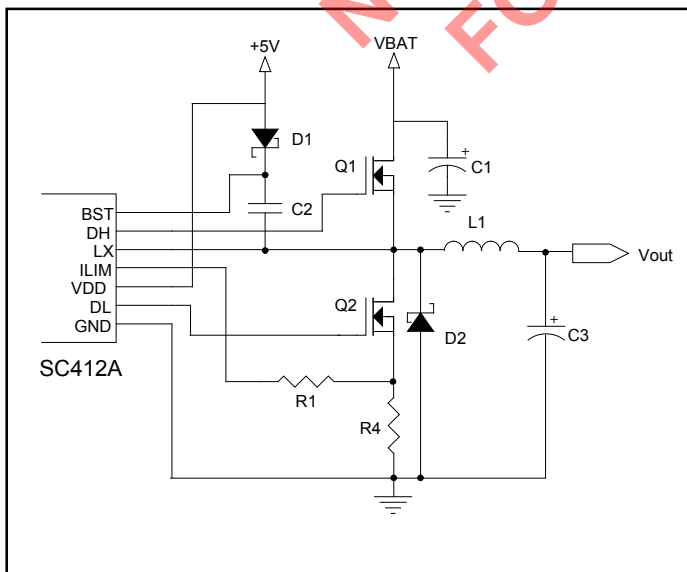 +5V
VBAT
D1
Q1
C1
BST
C2
DH
L1
LX
ILIM
Vout
VDD
Q2
DL
D2
GND
C3
SC412A
R1
R4